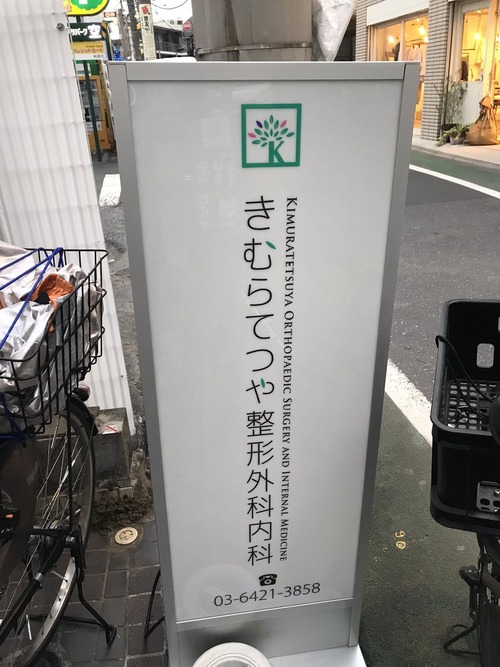 K
KIMURATETSUYA ORTHOPAEDIC SURGERY AND INTERNAL MEDICINE
きむらてつや整形外科内科
☎
03-6421-3858